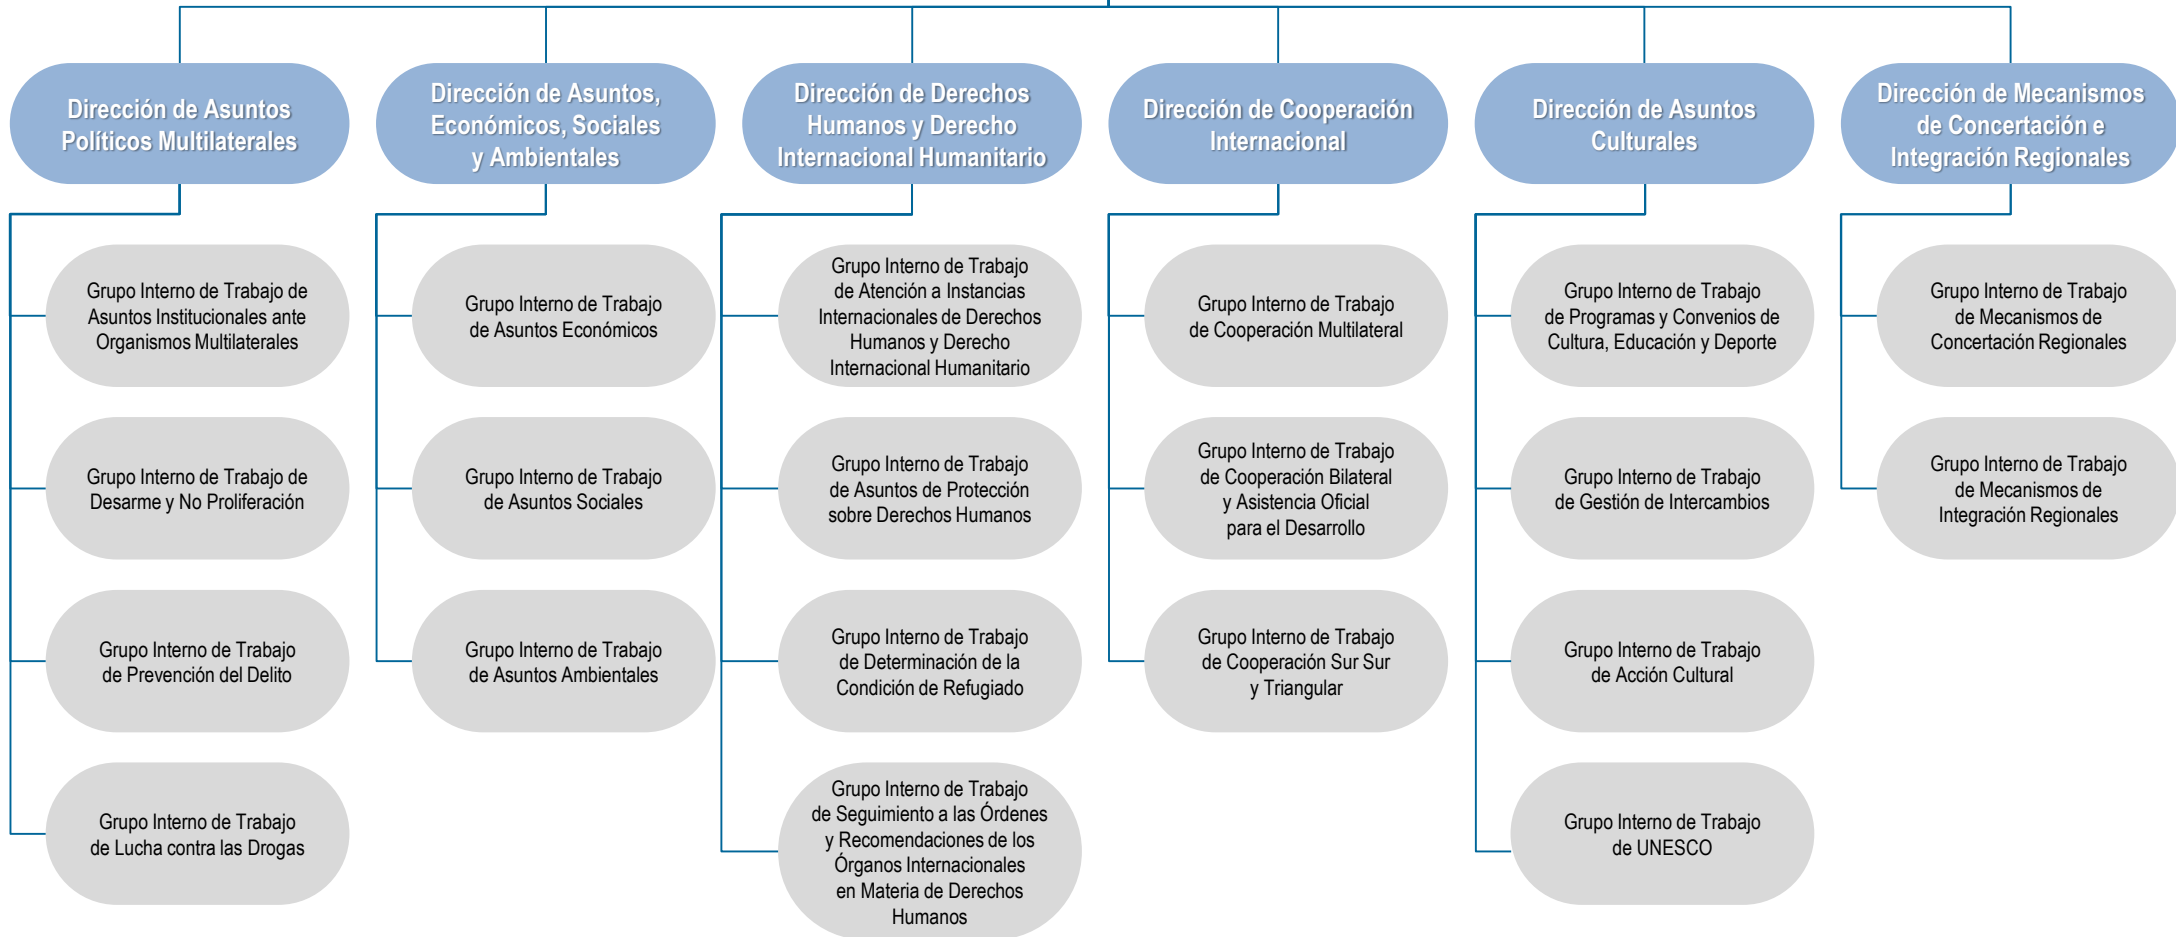 Dirección de Asuntos
Políticos Multilaterales
Dirección de Asuntos,
Económicos, Sociales
y Ambientales
Dirección de Derechos
Humanos y Derecho
Internacional Humanitario
Dirección de Cooperación
Internacional
Dirección de Asuntos
Culturales
Dirección de Mecanismos
de Concertación e
Integración Regionales
Grupo Interno de Trabajo de
Asuntos Institucionales ante
Organismos Multilaterales
Grupo Interno de Trabajo
de Asuntos Económicos
Grupo Interno de Trabajo
de Atención a Instancias
Internacionales de Derechos
Humanos y Derecho
Internacional Humanitario
Grupo Interno de Trabajo
de Cooperación Multilateral
Grupo Interno de Trabajo
de Programas y Convenios de
Cultura, Educación y Deporte
Grupo Interno de Trabajo
de Mecanismos de
Concertación Regionales
Grupo Interno de Trabajo de
Desarme y No Proliferación
Grupo Interno de Trabajo
de Asuntos Sociales
Grupo Interno de Trabajo
de Asuntos de Protección
sobre Derechos Humanos
Grupo Interno de Trabajo
de Cooperación Bilateral
y Asistencia Oficial
para el Desarrollo
Grupo Interno de Trabajo
de Gestión de Intercambios
Grupo Interno de Trabajo
de Mecanismos de
Integración Regionales
Grupo Interno de Trabajo
de Prevención del Delito
Grupo Interno de Trabajo
de Asuntos Ambientales
Grupo Interno de Trabajo
de Determinación de la
Condición de Refugiado
Grupo Interno de Trabajo
de Cooperación Sur Sur
y Triangular
Grupo Interno de Trabajo
de Acción Cultural
Grupo Interno de Trabajo
de Lucha contra las Drogas
Grupo Interno de Trabajo
de Seguimiento a las Órdenes
y Recomendaciones de los
Órganos Internacionales
en Materia de Derechos
Humanos
Grupo Interno de Trabajo
de UNESCO